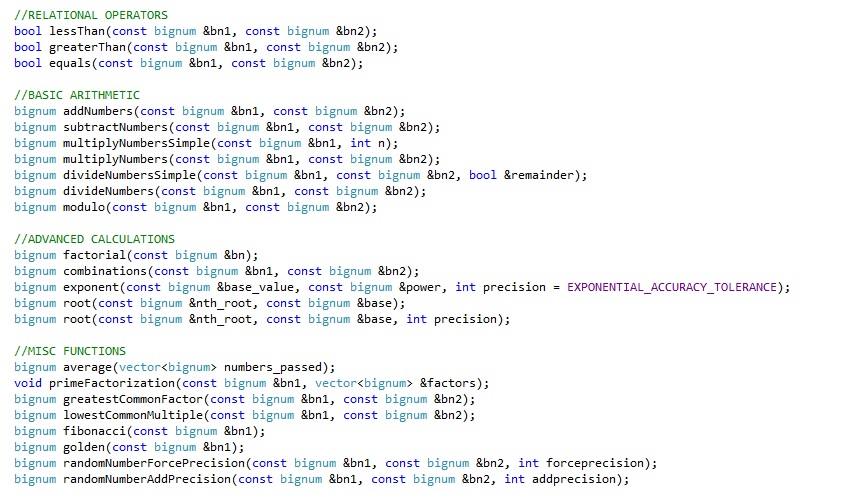 //RELATIONAL OPERATORS
bool lessThan(const bignum &bn1, const bignum &bn2);
bool greaterThan(const bignum &bn1, const bignum &bn2);
bool equals(const bignum &bn1, const bignum &bn2);
//BASIC ARITHMETIC
bignum addNumbers(const bignum &bn1, const bignum &bn2);
bignum subtractNumbers(const bignum &bn1, const bignum &bn2);
bignum multiplyNumbersSimple(const bignum &bn1, int n);
bignum multiplyNumbers(const bignum &bn1, const bignum &bn2);
bignum divideNumbersSimple(const bignum &bn1, const bignum &bn2, bool &remainder);
bignum divideNumbers(const bignum &bn1, const bignum &bn2);
bignum modulo(const bignum &bn1, const bignum &bn2);
//ADVANCED CALCULATIONS
bignum factorial(const bignum &bn);
bignum combinations(const bignum &bn1, const bignum &bn2);
bignum exponent(const bignum &base_value, const bignum &power, int precision = EXPONENTIAL_ACCURACY_TOLERANCE);
bignum root(const bignum &nth_root, const bignum &base);
bignum root(const bignum &nth_root, const bignum &base, int precision);
//MISC FUNCTIONS
bignum average(vector<bignum> numbers_passed);
void primeFactorization(const bignum &bn1, vector<bignum> &factors);
bignum greatestCommonFactor(const bignum &bn1, const bignum &bn2);
bignum lowestCommonMultiple(const bignum &bn1, const bignum &bn2);
bignum fibonacci(const bignum &bn1);
bignum golden(const bignum &bn1);
bignum randomNumberForcePrecision(const bignum &bn1, const bignum &bn2, int forceprecision);
bignum randomNumberAddPrecision(const bignum &bn1, const bignum &bn2, int addprecision);